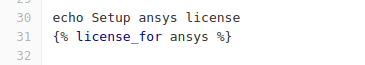 30 echo Setup ansys license
31 {% license_for ansys %}
32